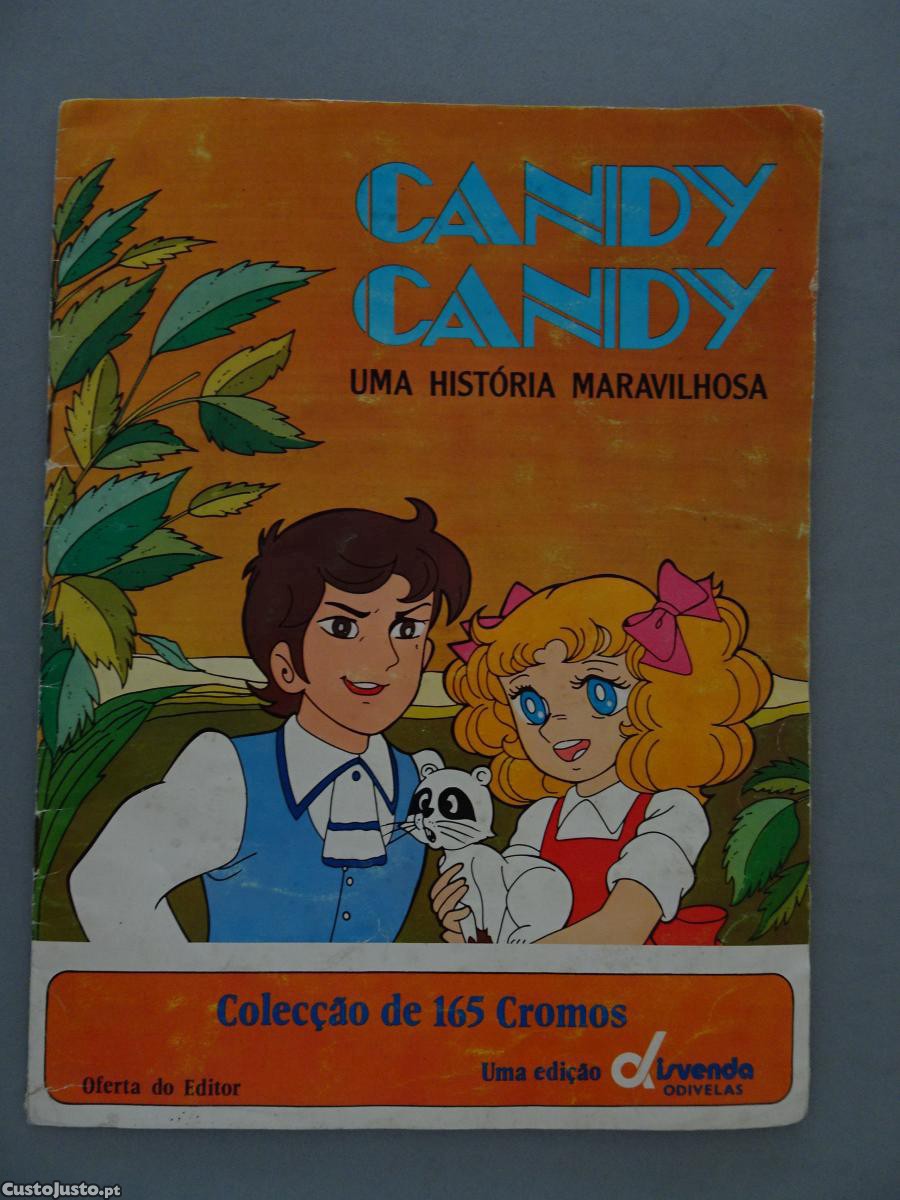 CANDY
CANDY
UMA HISTÓRIA MARAVILHOSA
Colecção de 165 Cromos
Oferta do Editor
Uma edição disvenda
ODIVELAS
CustoJusto.pt